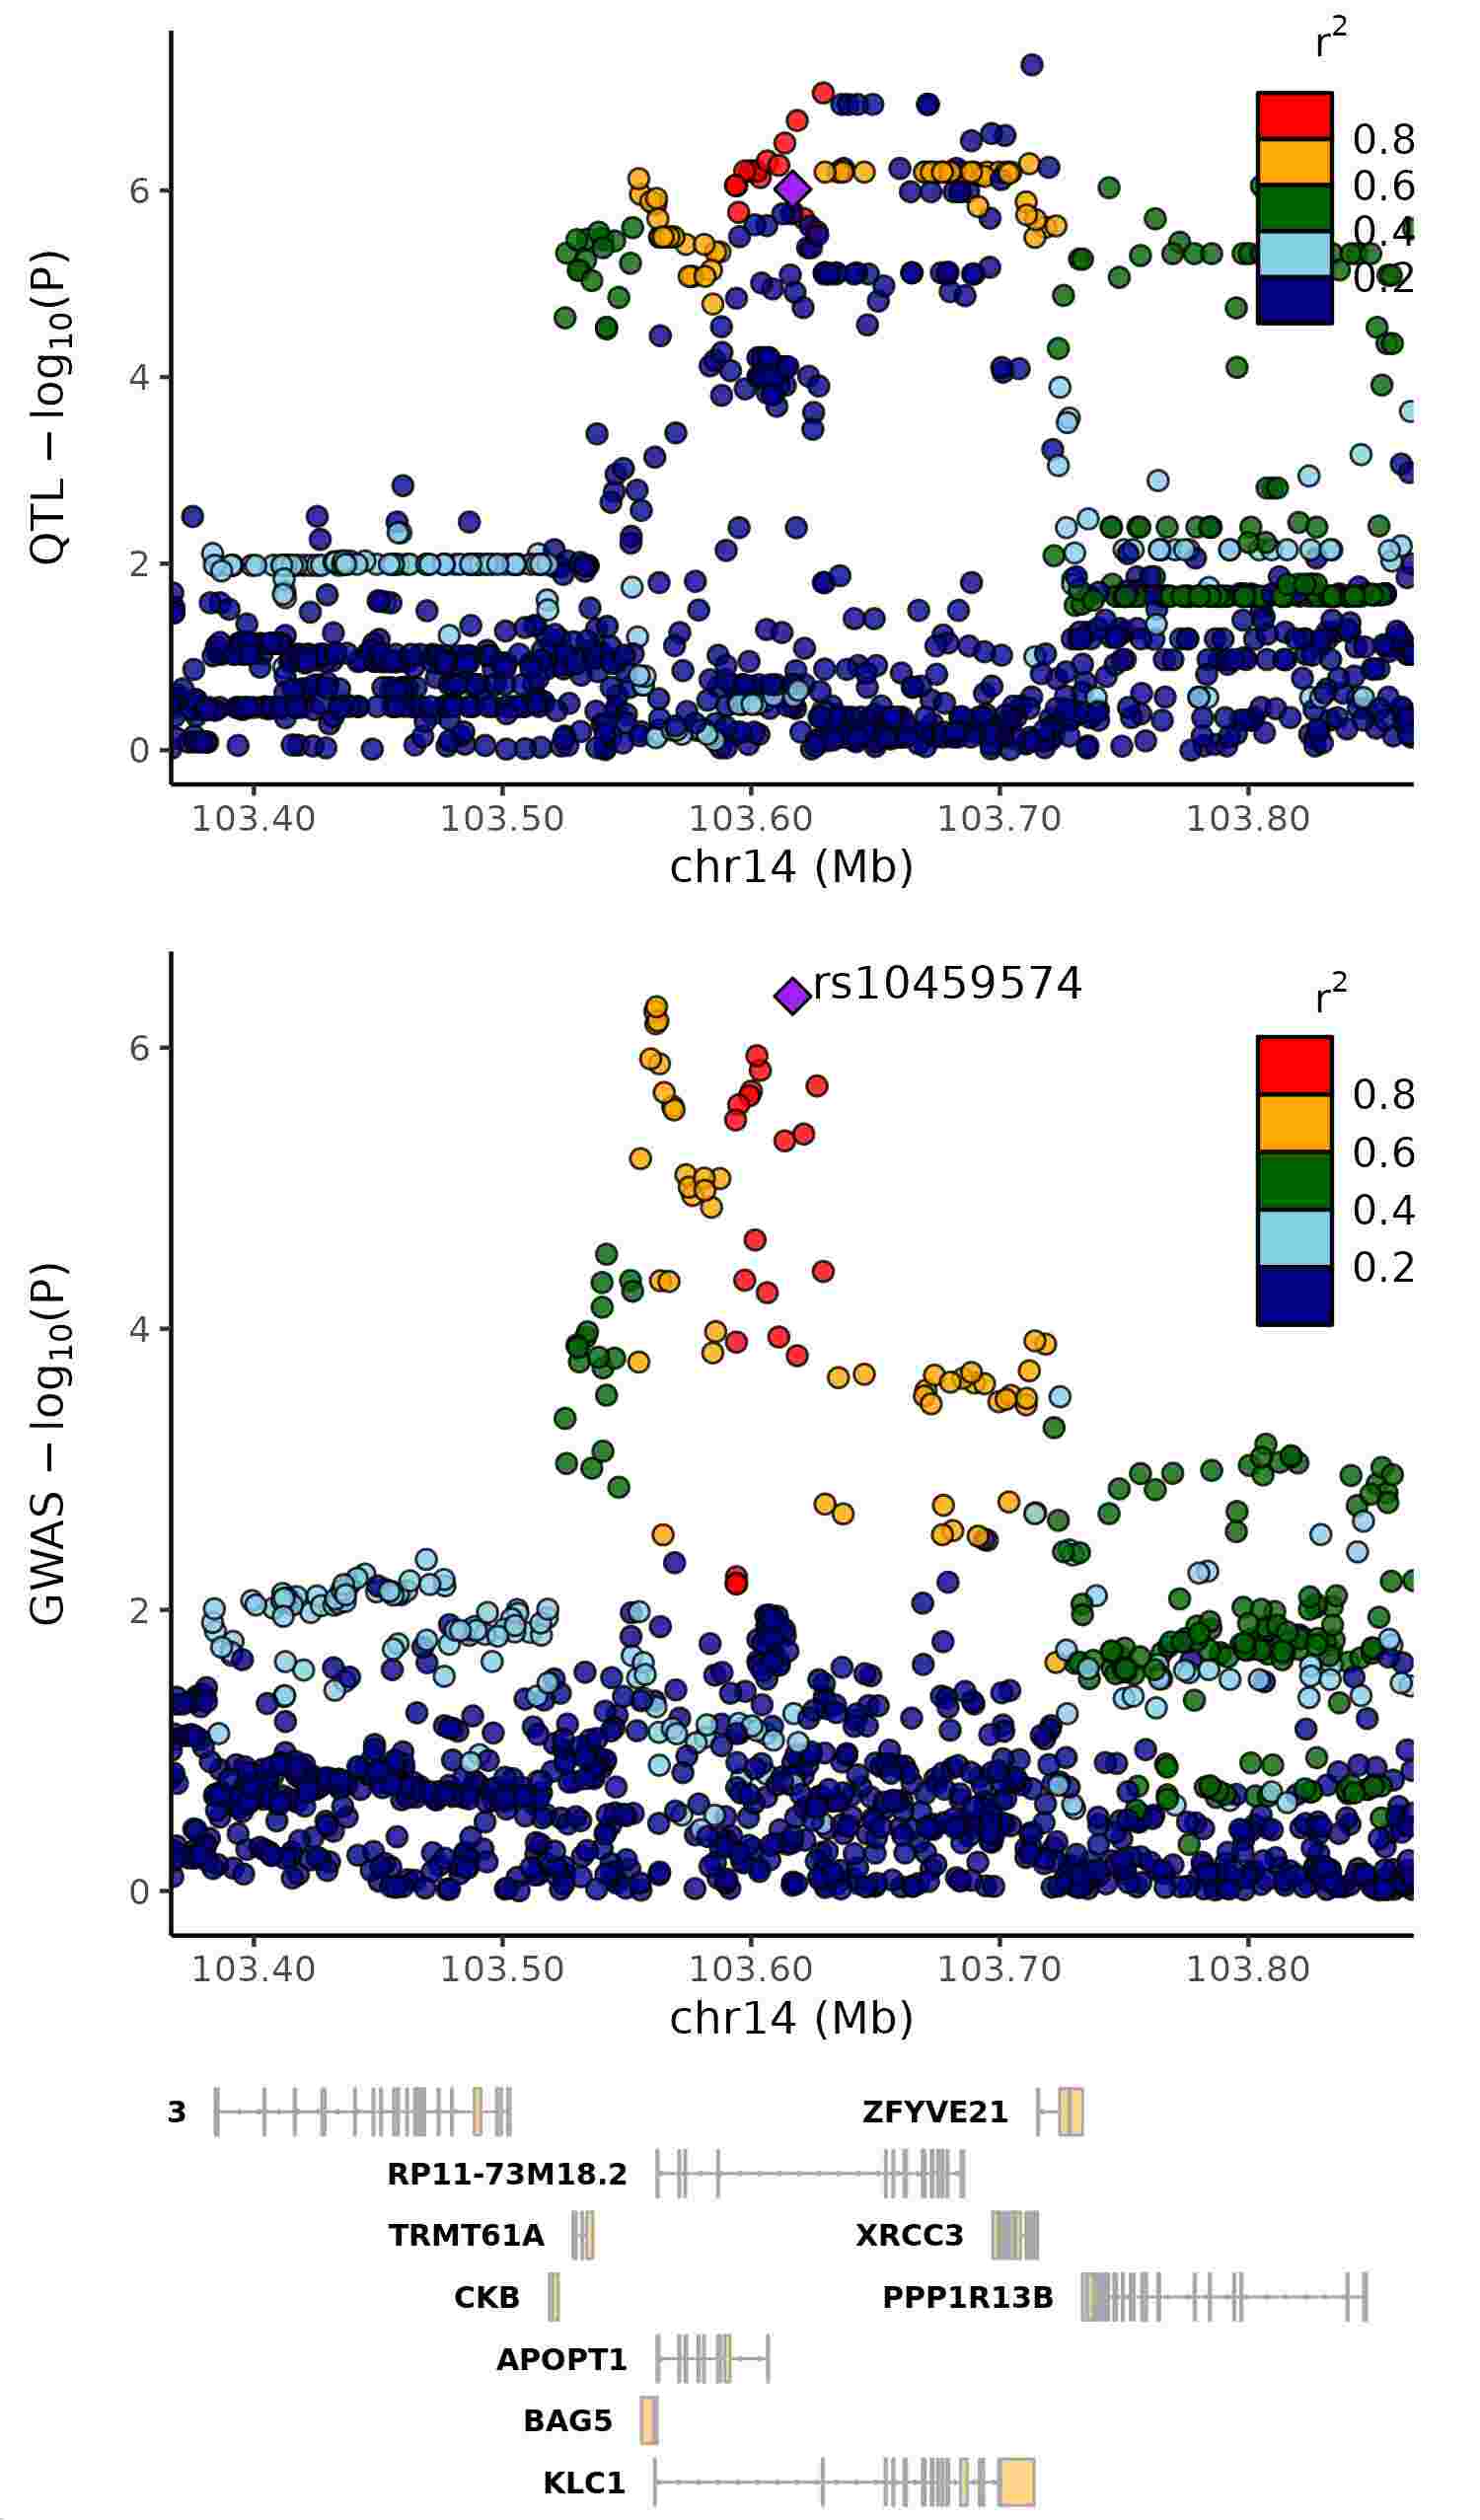 r2
0.8
0.6
0.4
0.2
6
4
2
0
QTL − log10(P)
103.40 103.50 103.60 103.70 103.80
chr14 (Mb)
rs10459574
r2
0.8
0.6
0.4
0.2
6
4
2
0
GWAS − log10(P)
103.40 103.50 103.60 103.70 103.80
chr14 (Mb)
3 ZFYVE21
RP11-73M18.2
TRMT61A XRCC3
CKB PPP1R13B
APOPT1
BAG5
KLC1